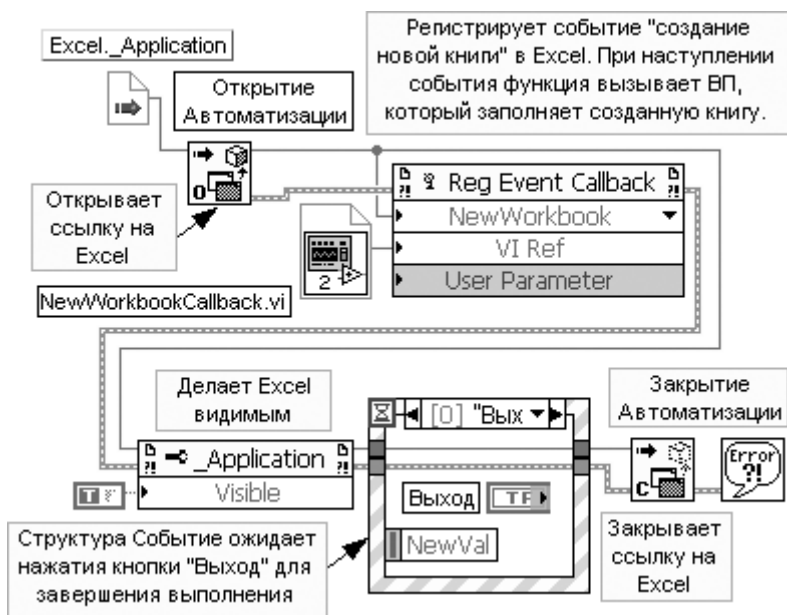 Excel._Application
Открытие
Автоматизации
Регистрирует событие "создание
новой книги" в Excel. При наступлении
события функция вызывает ВП,
который заполняет созданную книгу.
O
Открывает
ссылку на
Excel
?! Reg Event Callback ?!
NewWorkbook
VI Ref
User Parameter
2
NewWorkbookCallback.vi
Делает Excel
видимым
?! _Application ?!
Visible
T F
[0] "Вых
Выход
TF
NewVal
Закрытие
Автоматизации
C
Error
?!
Структура Событие ожидает
нажатия кнопки "Выход" для
завершения выполнения
Закрывает
ссылку на
Excel